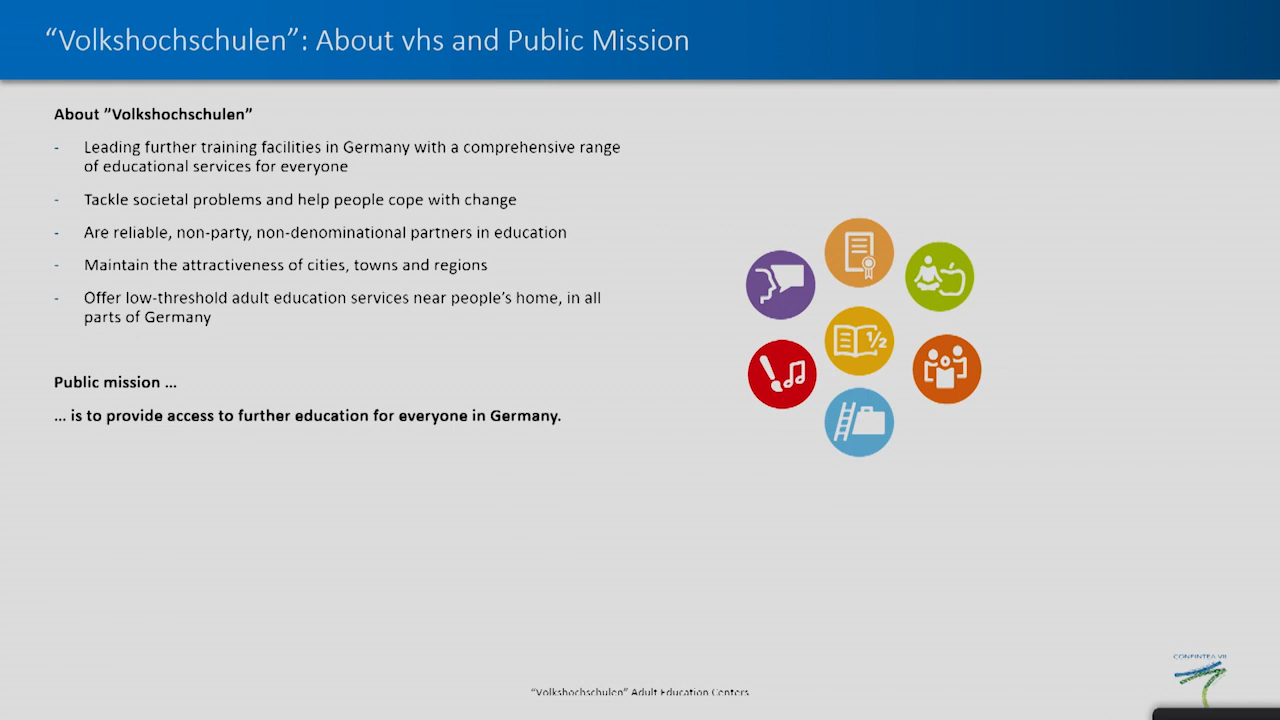 “Volkshochschulen”: About vhs and Public Mission
About ”Volkshochschulen”
- Leading further training facilities in Germany with a comprehensive range
of educational services for everyone
- Tackle societal problems and help people cope with change
- Are reliable, non-party, non-denominational partners in education
- Maintain the attractiveness of cities, towns and regions
- Offer low-threshold adult education services near people’s home, in all
parts of Germany
1/2
Public mission ...
... is to provide access to further education for everyone in Germany.
CONFINTEA VII
“Volkshochschulen” Adult Education Centers